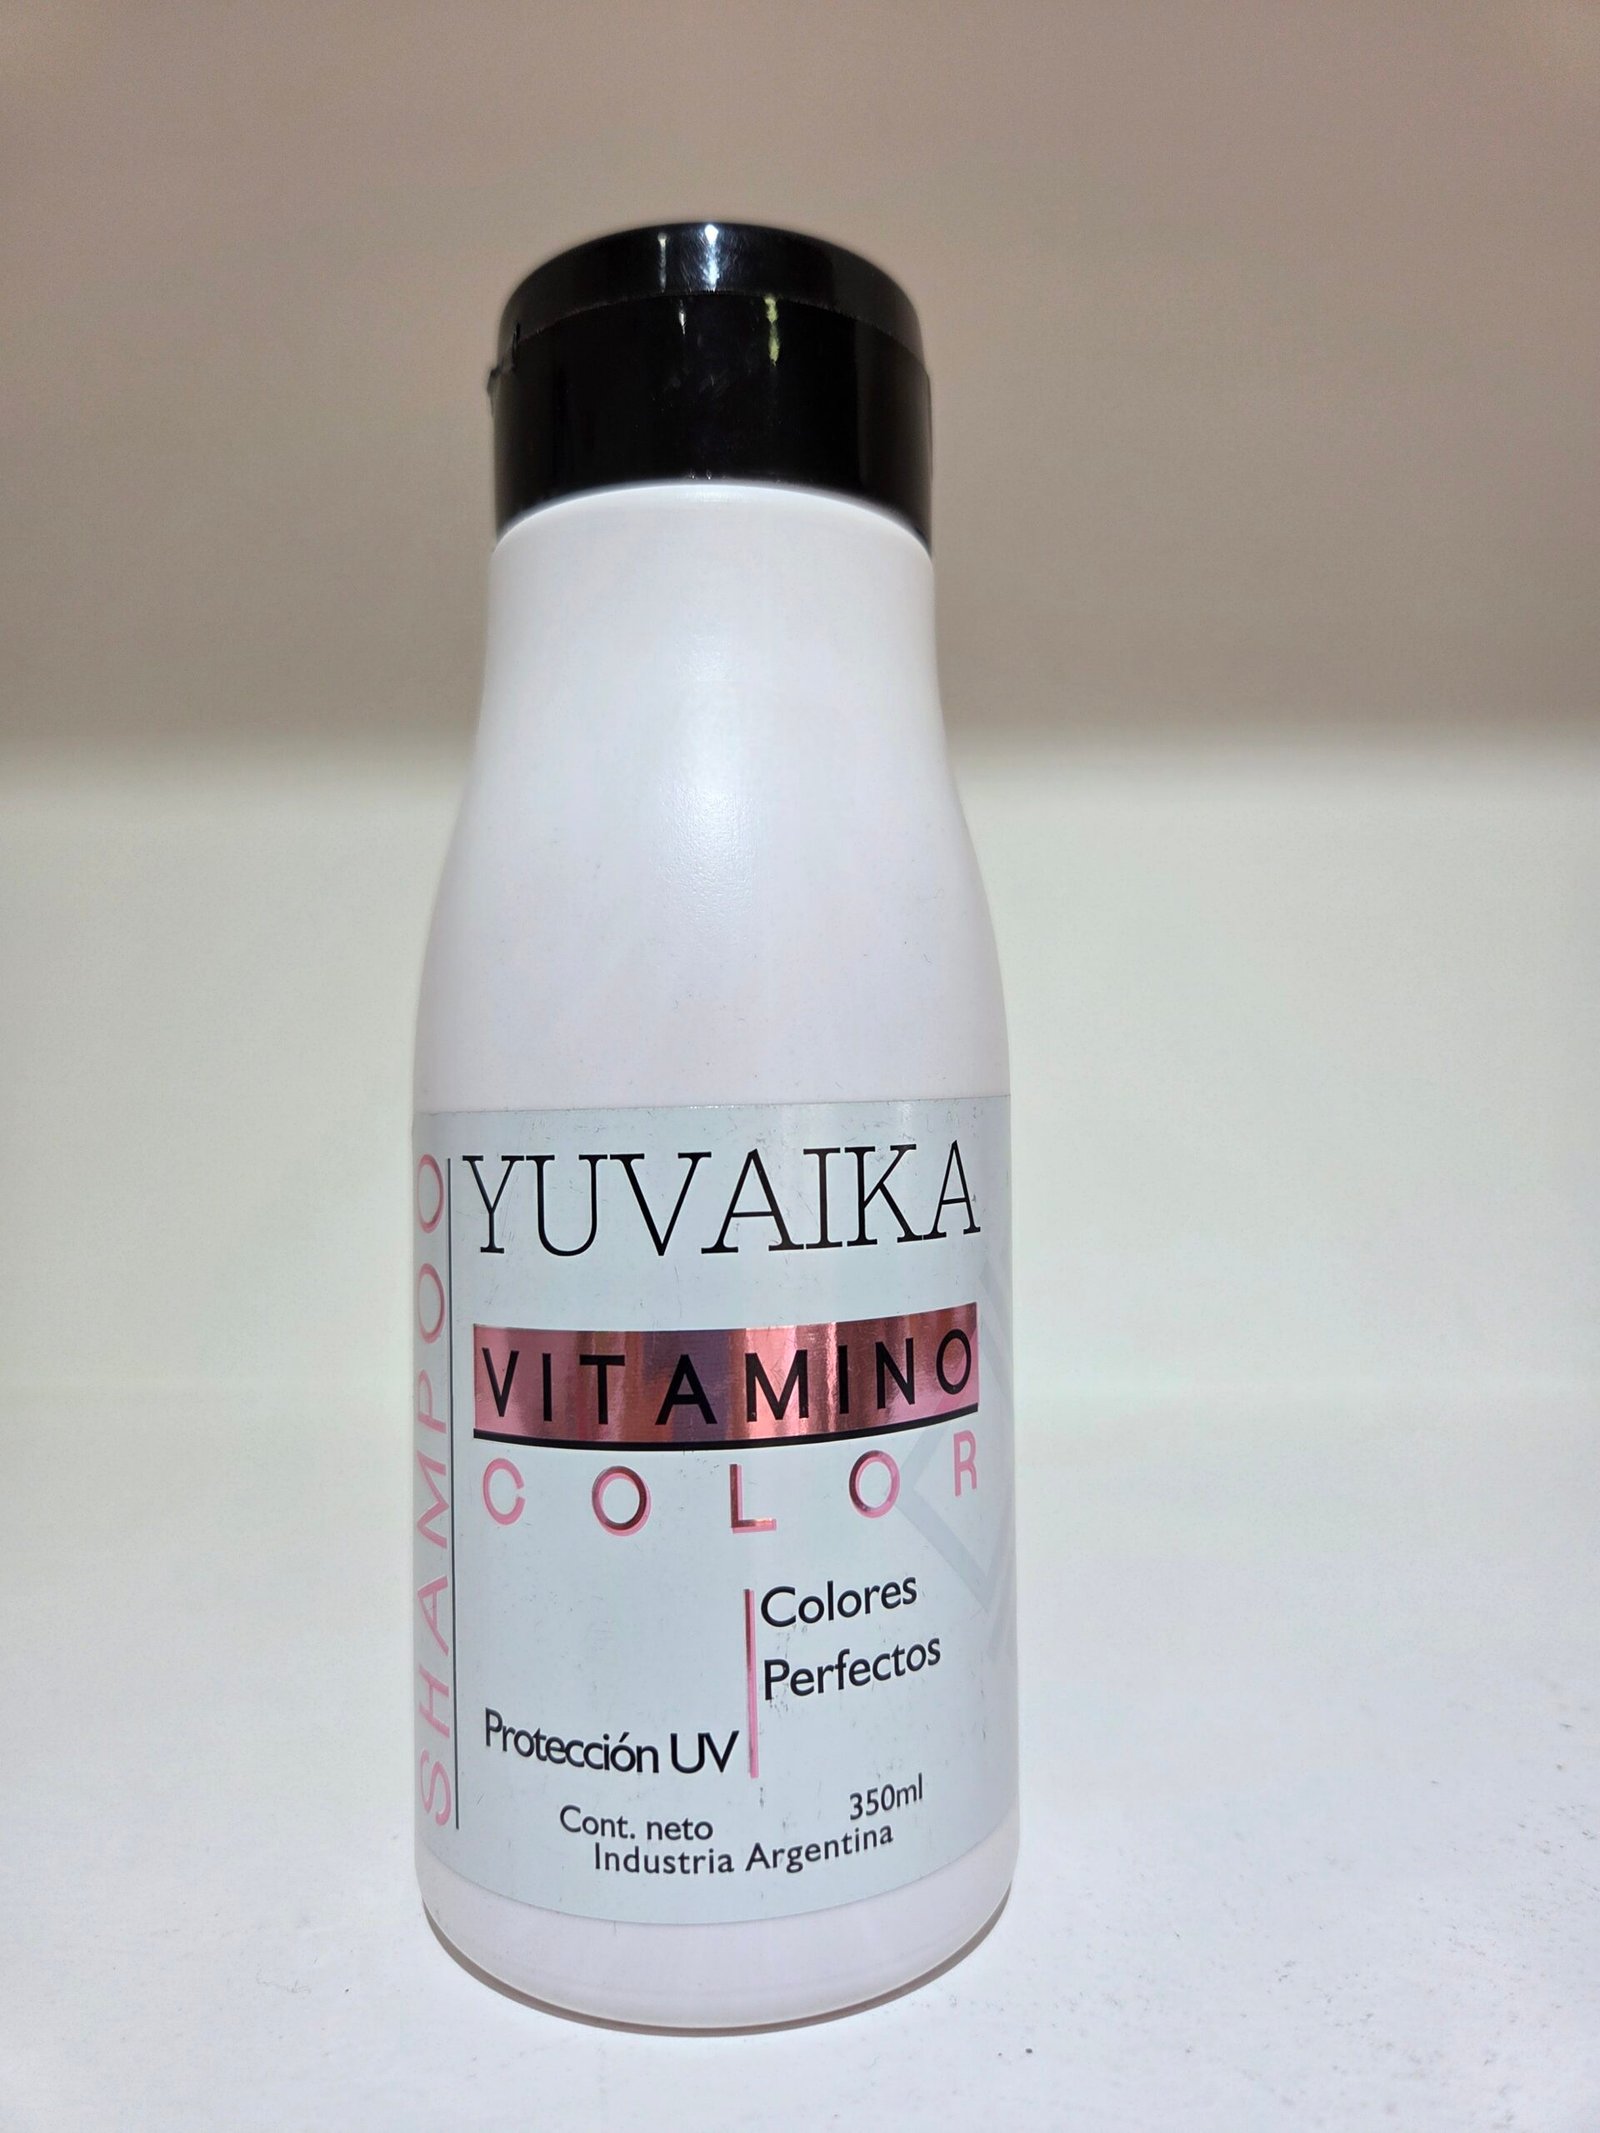 SHAMPOO
YUVAIKA
VITAMINO
COLOR
Colores
Perfectos
Protección UV
Cont. neto 350ml
Industria Argentina